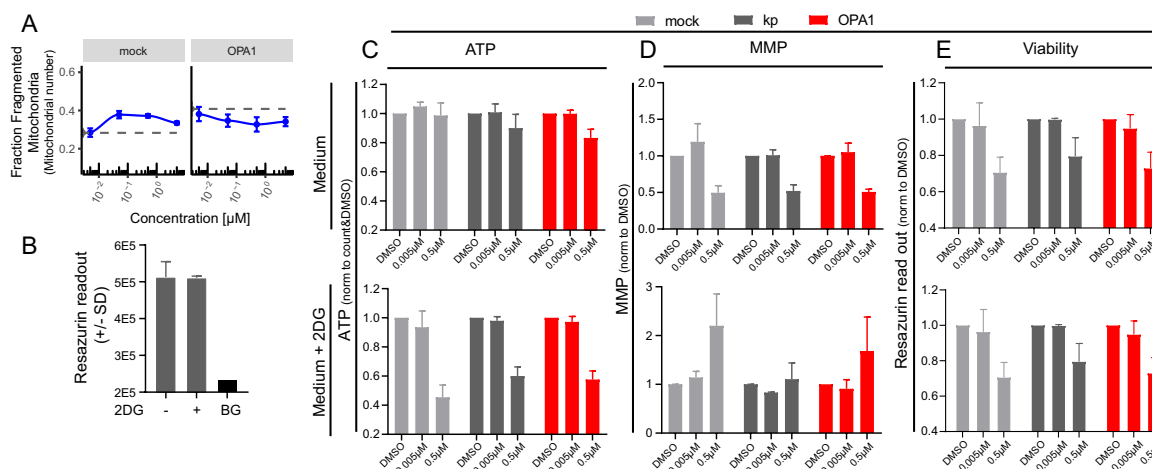 mock kp OPA1
A
mock OPA1
Fraction Fragmented
Mitochondria
(Mitochondrial number)
0.6
0.4
0.2
10⁻² 10⁻¹ 10⁰ 10⁻² 10⁻¹ 10⁰
Concentration [µM]
B
Resazurin readout
(+/- SD)
6E5
5E5
4E5
3E5
2E5
2DG - + BG
C ATP
D MMP
E Viability
Medium
Medium + 2DG
ATP (norm to count&DMSO)
1.2
1.0
0.8
0.6
0.4
0.2
DMSO 0.005µM 0.5µM DMSO 0.005µM 0.5µM DMSO 0.005µM 0.5µM
1.2
1.0
0.8
0.6
0.4
0.2
DMSO 0.005µM 0.5µM DMSO 0.005µM 0.5µM DMSO 0.005µM 0.5µM
MMP (norm to DMSO)
2.0
1.5
1.0
0.5
0.0
DMSO 0.005µM 0.5µM DMSO 0.005µM 0.5µM DMSO 0.005µM 0.5µM
4
3
2
1
0
DMSO 0.005µM 0.5µM DMSO 0.005µM 0.5µM DMSO 0.005µM 0.5µM
Resazurin read out (norm to DMSO)
1.2
1.0
0.8
0.6
0.4
DMSO 0.005µM 0.5µM DMSO 0.005µM 0.5µM DMSO 0.005µM 0.5µM
1.2
1.0
0.8
0.6
0.4
DMSO 0.005µM 0.5µM DMSO 0.005µM 0.5µM DMSO 0.005µM 0.5µM